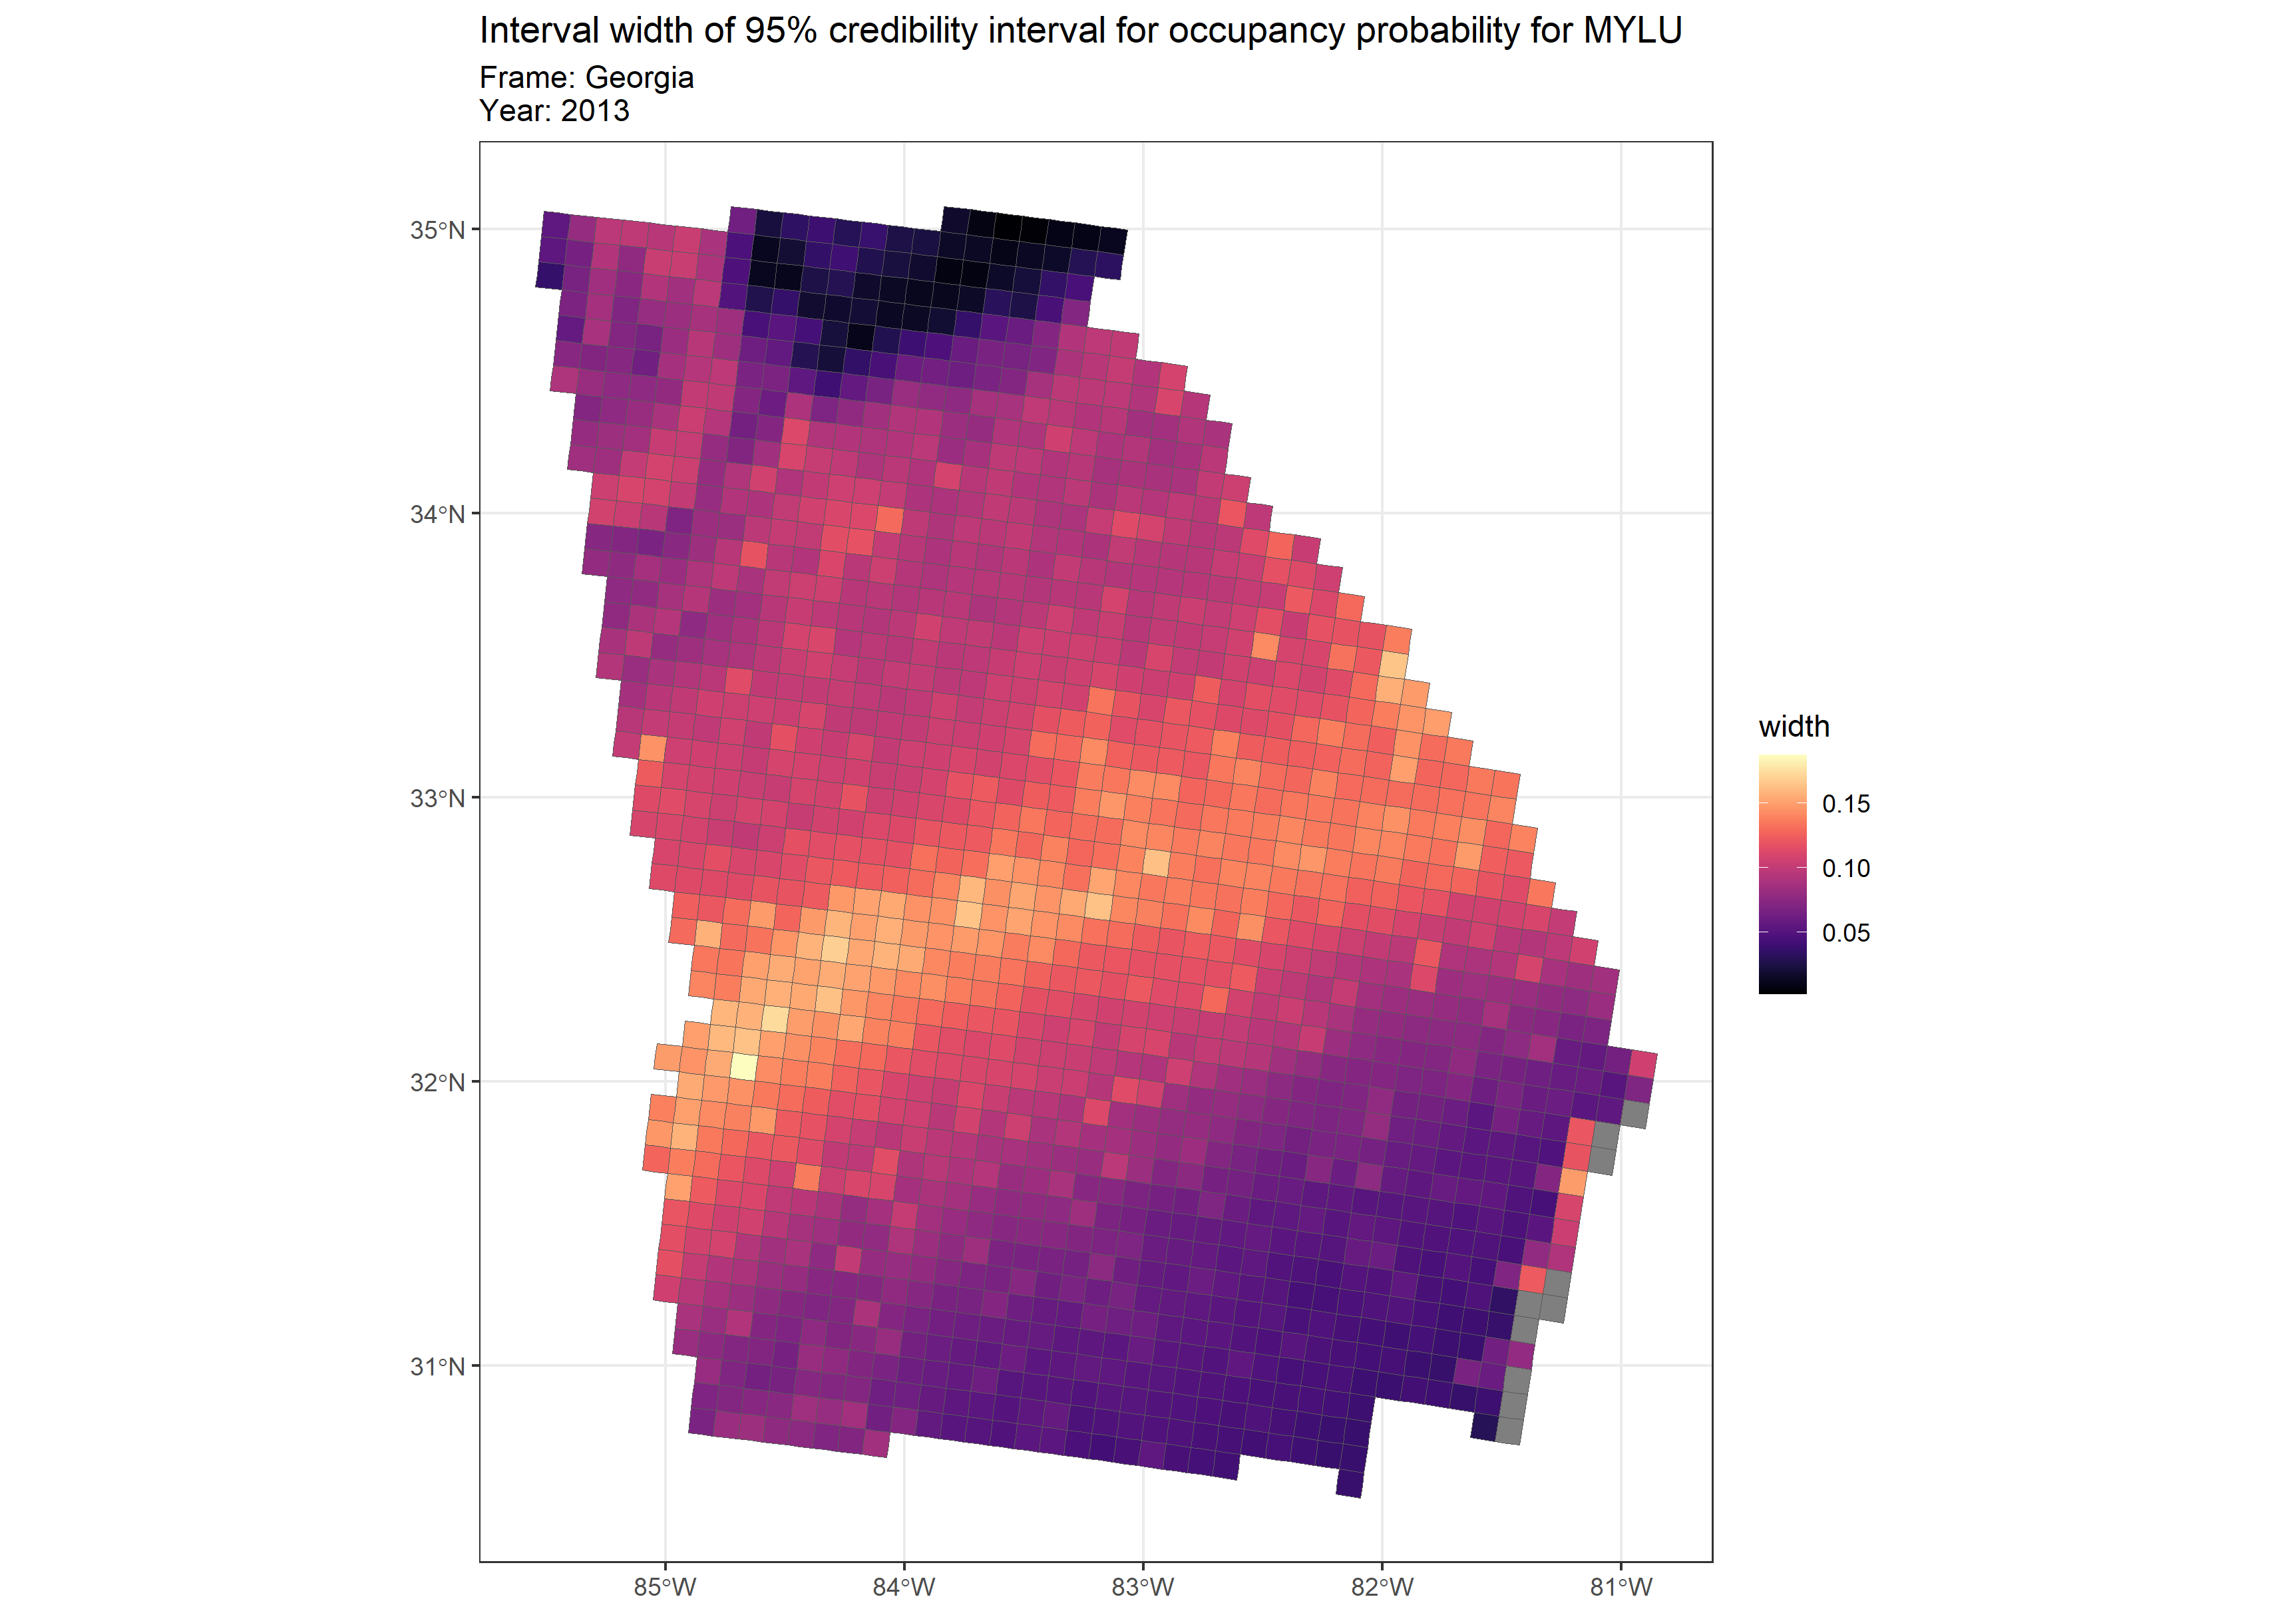 Interval width of 95% credibility interval for occupancy probability for MYLU
Frame: Georgia
Year: 2013
35°N
34°N
33°N
32°N
31°N
85°W
84°W
83°W
82°W
81°W
width
0.15
0.10
0.05